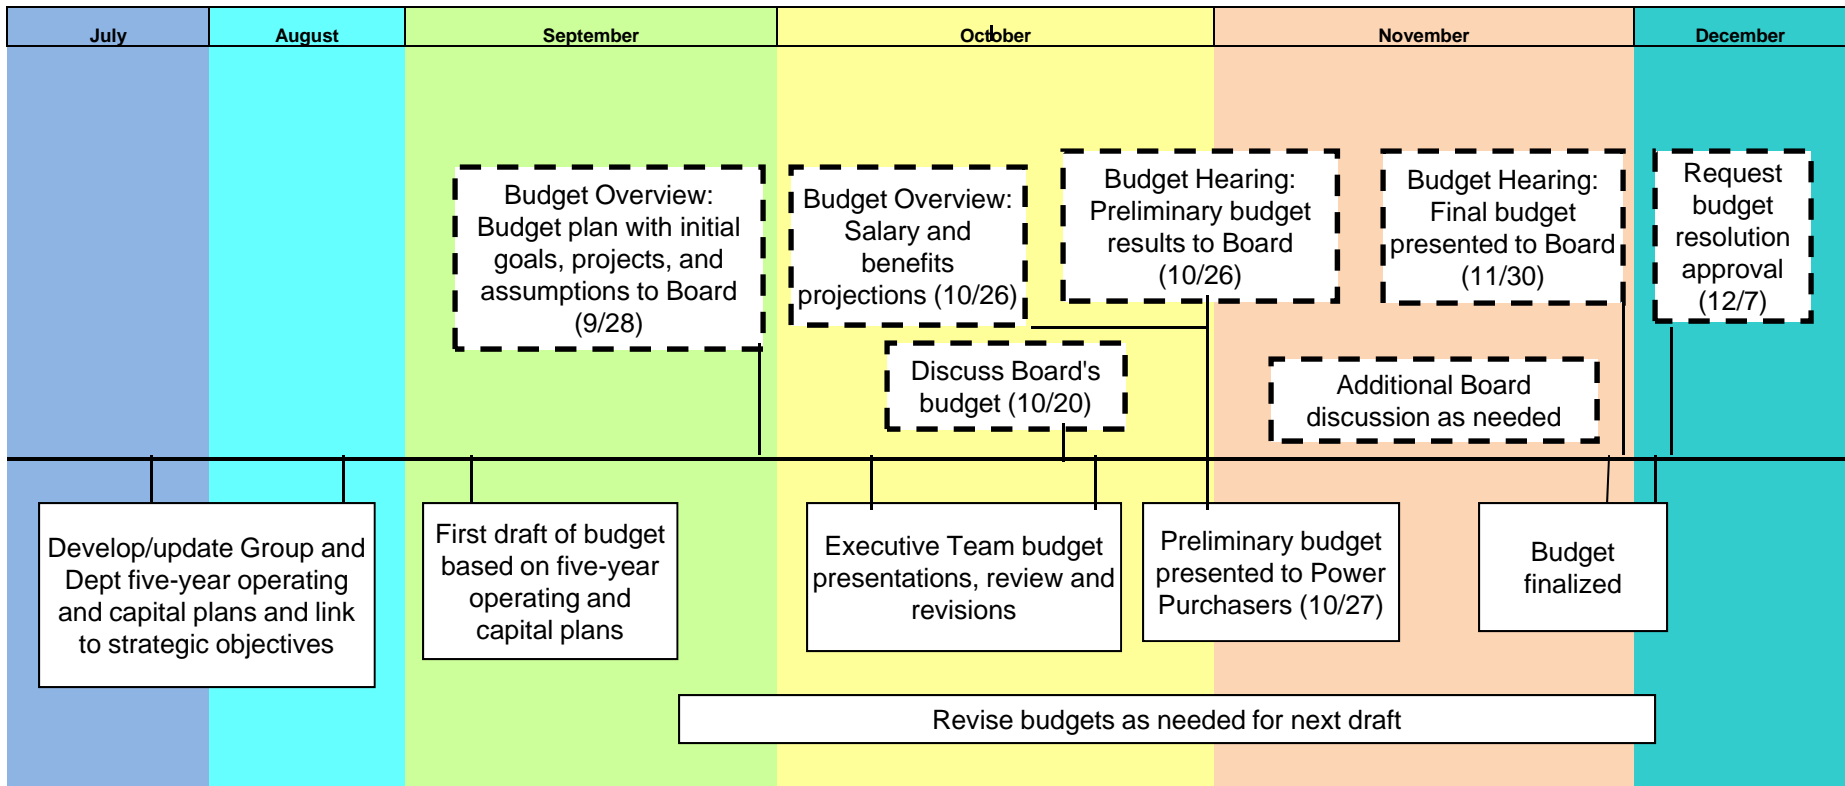 July
August
September
October
November
December
Budget Overview:
Budget plan with initial
goals, projects, and
assumptions to Board
(9/28)
Budget Overview:
Salary and
benefits
projections (10/26)
Budget Hearing:
Preliminary budget
results to Board
(10/26)
Budget Hearing:
Final budget
presented to Board
(11/30)
Request
budget
resolution
approval
(12/7)
Discuss Board's
budget (10/20)
Additional Board
discussion as needed
Develop/update Group and
Dept five-year operating
and capital plans and link
to strategic objectives
First draft of budget
based on five-year
operating and
capital plans
Executive Team budget
presentations, review and
revisions
Preliminary budget
presented to Power
Purchasers (10/27)
Budget
finalized
Revise budgets as needed for next draft